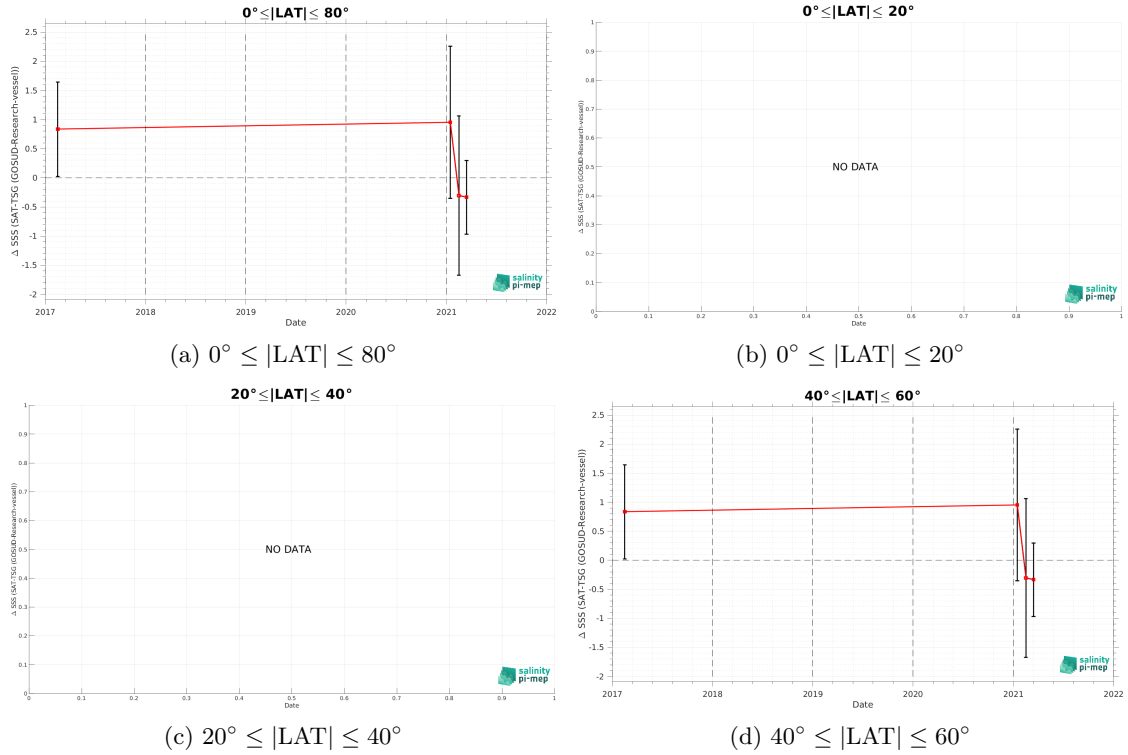 0°≤|LAT|≤ 80°
Δ SSS (SAT-TSG (GOSUD-Research-vessel))
2.5
2
1.5
1
0.5
0
-0.5
-1
-1.5
-2
2017 2018 2019 2020 2021 2022
Date
salinity
pi-mep
(a) 0° ≤ |LAT| ≤ 80°
0°≤|LAT|≤ 20°
Δ SSS (SAT-TSG (GOSUD-Research-vessel))
1
0.9
0.8
0.7
0.6
0.5
0.4
0.3
0.2
0.1
0
NO DATA
0 0.1 0.2 0.3 0.4 0.5 0.6 0.7 0.8 0.9 1
Date
salinity
pi-mep
(b) 0° ≤ |LAT| ≤ 20°
20°≤|LAT|≤ 40°
Δ SSS (SAT-TSG (GOSUD-Research-vessel))
1
0.9
0.8
0.7
0.6
0.5
0.4
0.3
0.2
0.1
0
NO DATA
0 0.1 0.2 0.3 0.4 0.5 0.6 0.7 0.8 0.9 1
Date
salinity
pi-mep
(c) 20° ≤ |LAT| ≤ 40°
40°≤|LAT|≤ 60°
Δ SSS (SAT-TSG (GOSUD-Research-vessel))
2.5
2
1.5
1
0.5
0
-0.5
-1
-1.5
-2
2017 2018 2019 2020 2021 2022
Date
salinity
pi-mep
(d) 40° ≤ |LAT| ≤ 60°